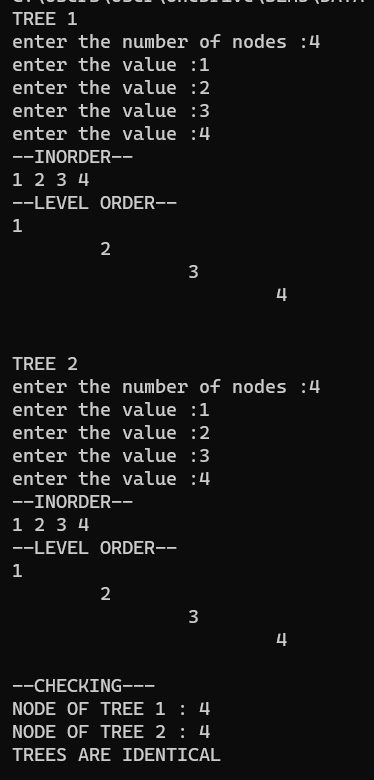 TREE 1
enter the number of nodes :4
enter the value :1
enter the value :2
enter the value :3
enter the value :4
--INORDER--
1 2 3 4
--LEVEL ORDER--
1
2
3
4
TREE 2
enter the number of nodes :4
enter the value :1
enter the value :2
enter the value :3
enter the value :4
--INORDER--
1 2 3 4
--LEVEL ORDER--
1
2
3
4
--CHECKING---
NODE OF TREE 1 : 4
NODE OF TREE 2 : 4
TREES ARE IDENTICAL